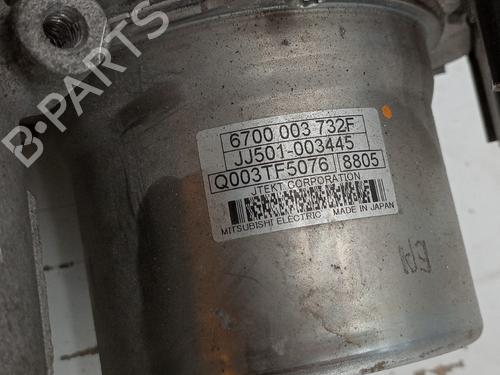 B-PARTS
6700 003 732F
JJ501-003445
Q003TF5076 8805
JTEKT CORPORATION
MITSUBISHI ELECTRIC MADE IN JAPAN